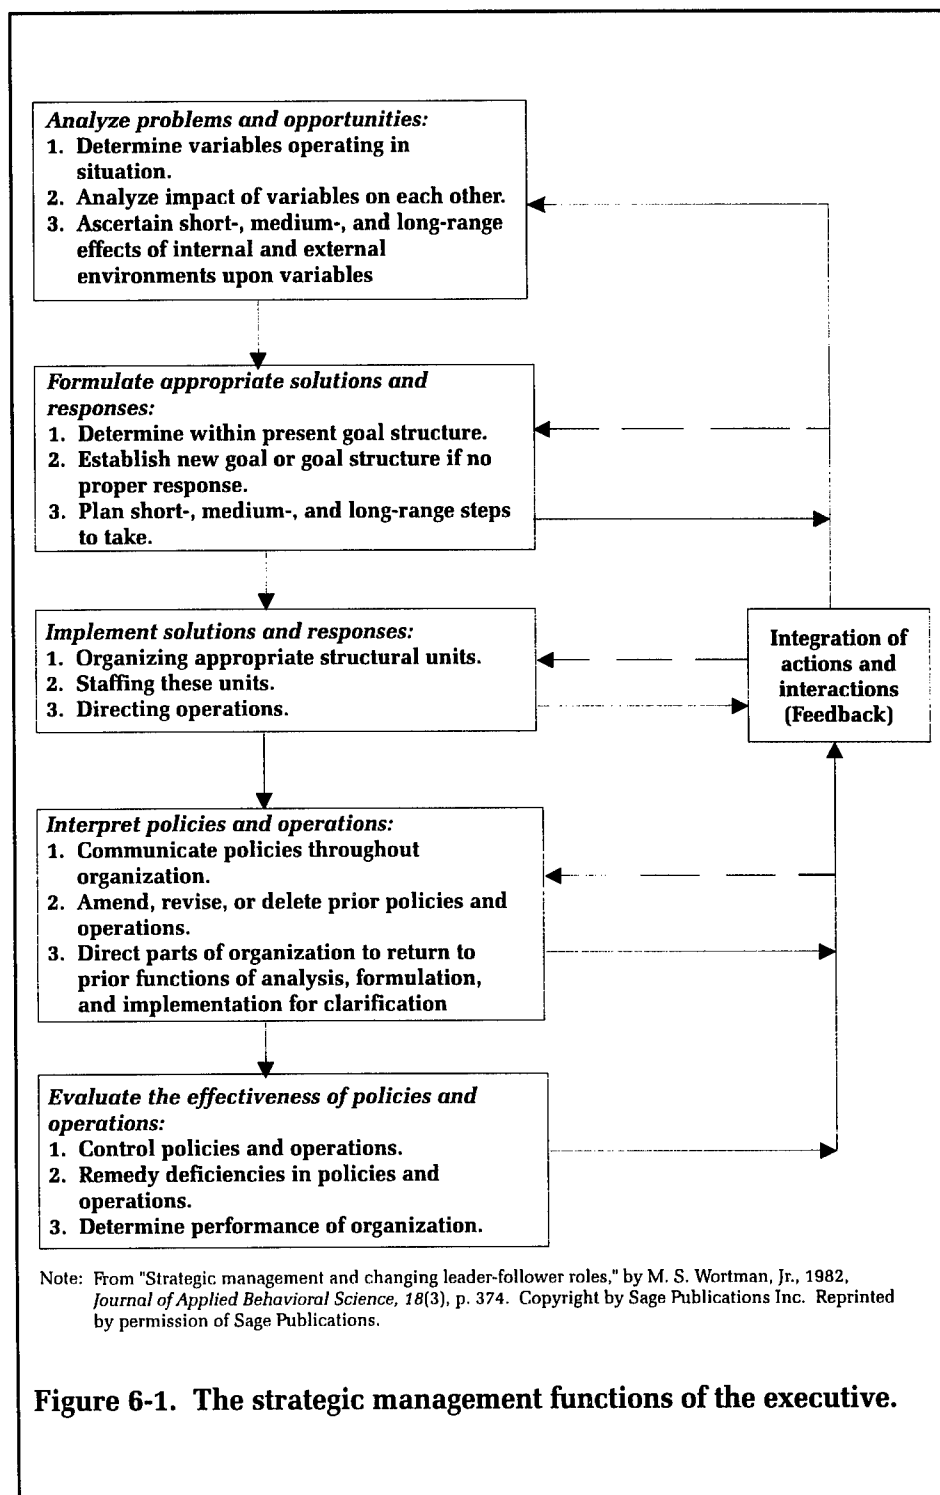 Analyze problems and opportunities:
1. Determine variables operating in
situation.
2. Analyze impact of variables on each other.
3. Ascertain short-, medium-, and long-range
effects of internal and external
environments upon variables
Formulate appropriate solutions and
responses:
1. Determine within present goal structure.
2. Establish new goal or goal structure if no
proper response.
3. Plan short-, medium-, and long-range steps
to take.
Implement solutions and responses:
1. Organizing appropriate structural units.
2. Staffing these units.
3. Directing operations.
Integration of
actions and
interactions
(Feedback)
Interpret policies and operations:
1. Communicate policies throughout
organization.
2. Amend, revise, or delete prior policies and
operations.
3. Direct parts of organization to return to
prior functions of analysis, formulation,
and implementation for clarification
Evaluate the effectiveness of policies and
operations:
1. Control policies and operations.
2. Remedy deficiencies in policies and
operations.
3. Determine performance of organization.
Note: From "Strategic management and changing leader-follower roles," by M. S. Wortman, Jr., 1982,
Journal of Applied Behavioral Science, 18(3), p. 374. Copyright by Sage Publications Inc. Reprinted
by permission of Sage Publications.
Figure 6-1. The strategic management functions of the executive.